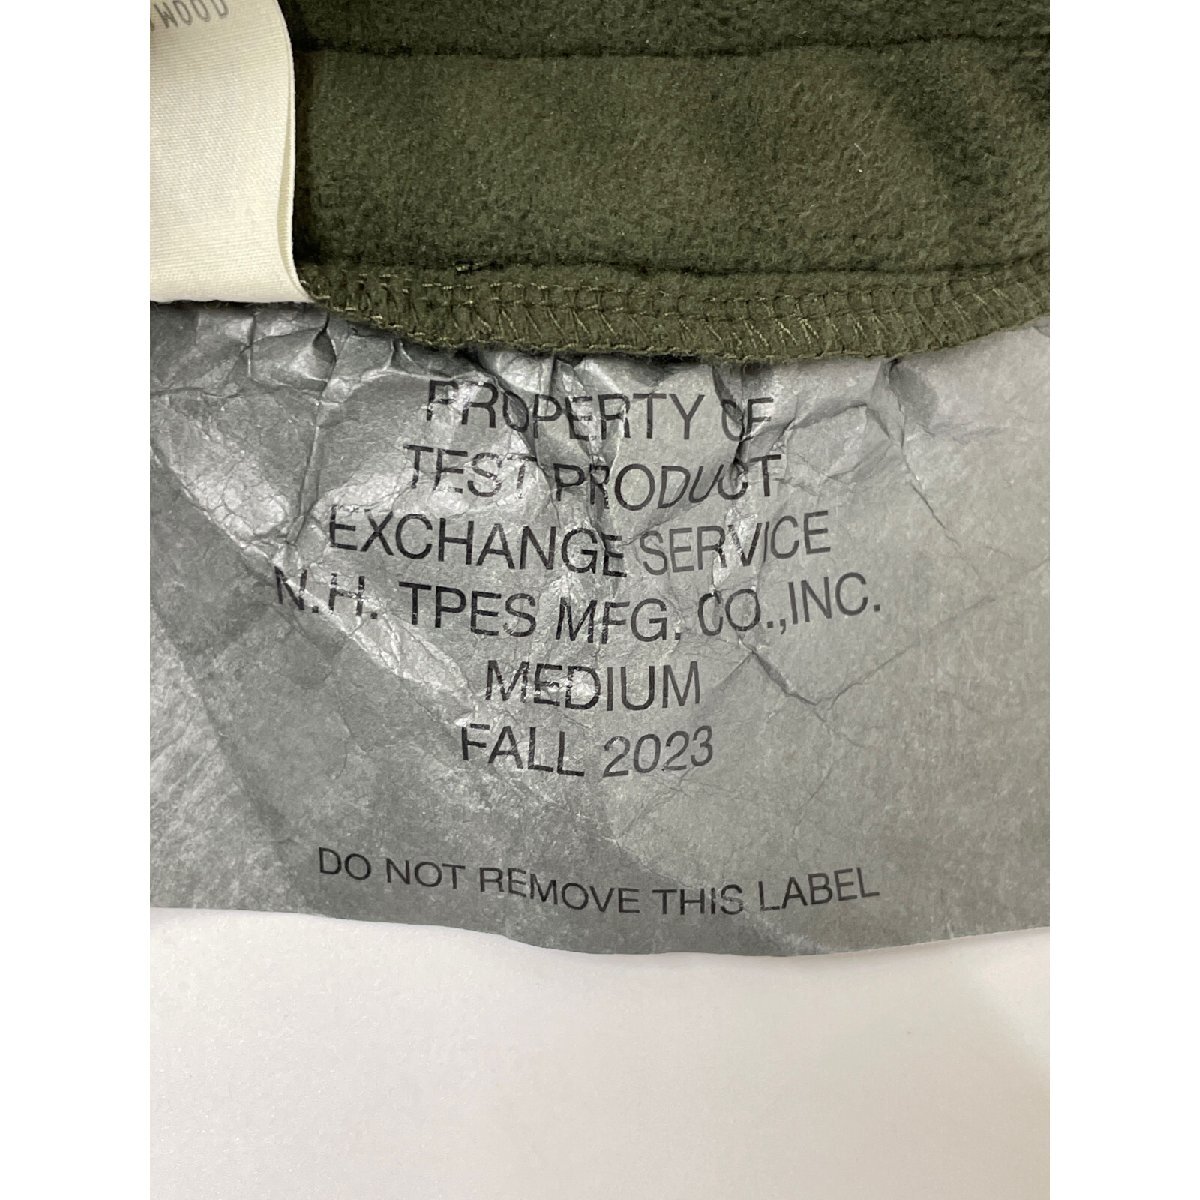 PROPERTY OF
TEST PRODUCT
EXCHANGE SERVICE
N.H. TPES MFG. CO.,INC.
MEDIUM
FALL 2023
DO NOT REMOVE THIS LABEL